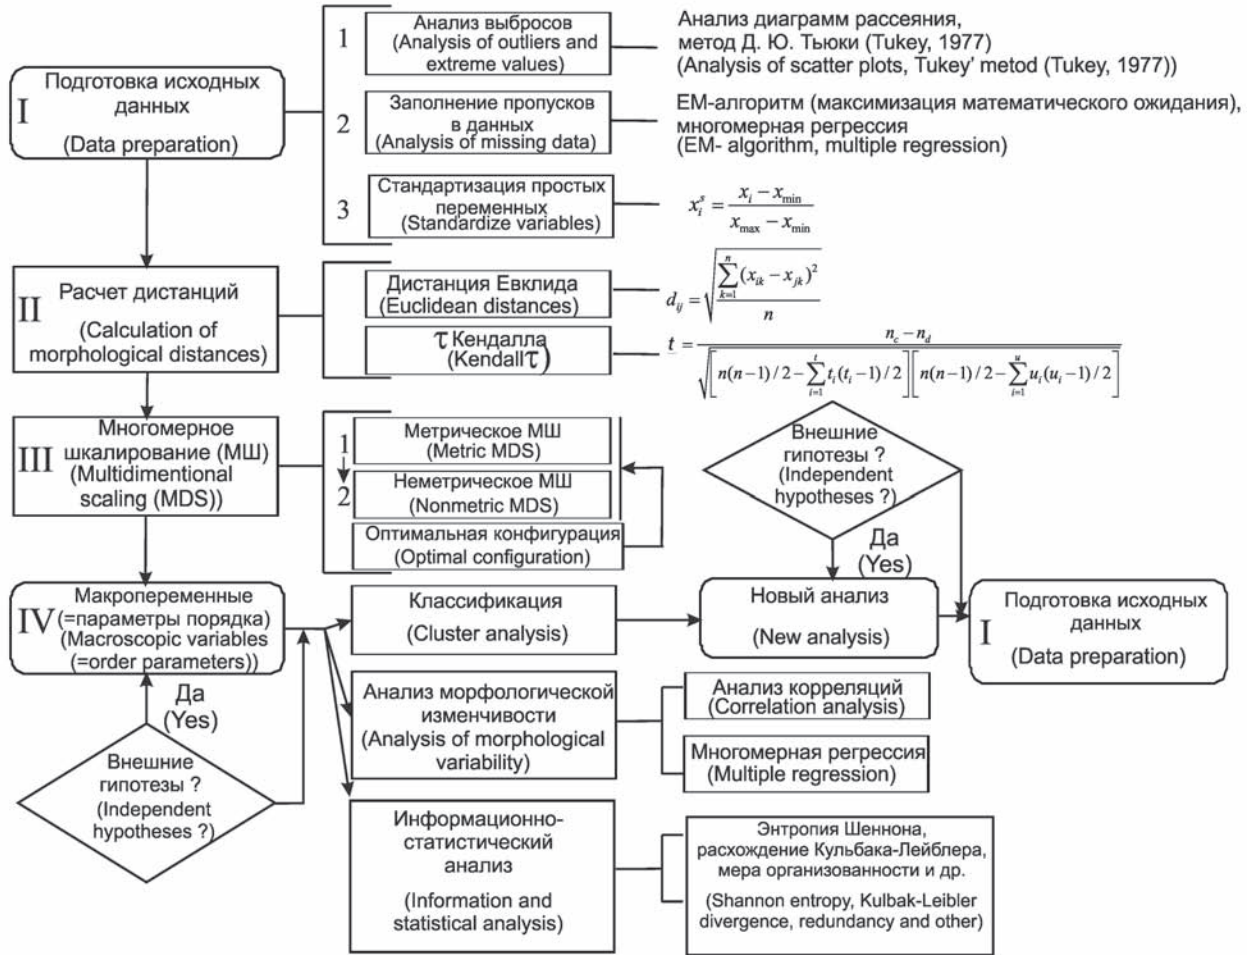 I
Подготовка исходных
данных
(Data preparation)
1
Анализ выбросов
(Analysis of outliers and
extreme values)
Анализ диаграмм рассеяния,
метод Д. Ю. Тьюки (Tukey, 1977)
(Analysis of scatter plots, Tukey' metod (Tukey, 1977))
2
Заполнение пропусков
в данных
(Analysis of missing data)
EM-алгоритм (максимизация математического ожидания),
многомерная регрессия
(EM- algorithm, multiple regression)
3
Стандартизация простых
переменных
(Standardize variables)
x_i^s = (x_i − x_min) / (x_max − x_min)
II
Расчет дистанций
(Calculation of
morphological distances)
Дистанция Евклида
(Euclidean distances)
d_ij = √(∑_{k=1}^{n} (x_ik − x_jk)² / n)
τ Кендалла
(Kendall τ)
t = (n_c − n_d) / √([n(n−1)/2 − ∑_{i=1}^{t} t_i(t_i −1)/2][n(n−1)/2 − ∑_{i=1}^{u} u_i(u_i −1)/2])
III
Многомерное
шкалирование (МШ)
(Multidimentional
scaling (MDS))
1
Метрическое МШ
(Metric MDS)
2
Неметрическое МШ
(Nonmetric MDS)
Оптимальная конфигурация
(Optimal configuration)
Внешние
гипотезы ?
(Independent
hypotheses ?)
Да
(Yes)
IV
Макропеременные
(=параметры порядка)
(Macroscopic variables
(=order parameters))
Да
(Yes)
Внешние
гипотезы ?
(Independent
hypotheses ?)
Классификация
(Cluster analysis)
Новый анализ
(New analysis)
I
Подготовка исходных
данных
(Data preparation)
Анализ морфологической
изменчивости
(Analysis of morphological
variability)
Анализ корреляций
(Correlation analysis)
Многомерная регрессия
(Multiple regression)
Информационно-
статистический
анализ
(Information and
statistical analysis)
Энтропия Шеннона,
расхождение Кульбака-Лейблера,
мера организованности и др.
(Shannon entropy, Kulbak-Leibler
divergence, redundancy and other)